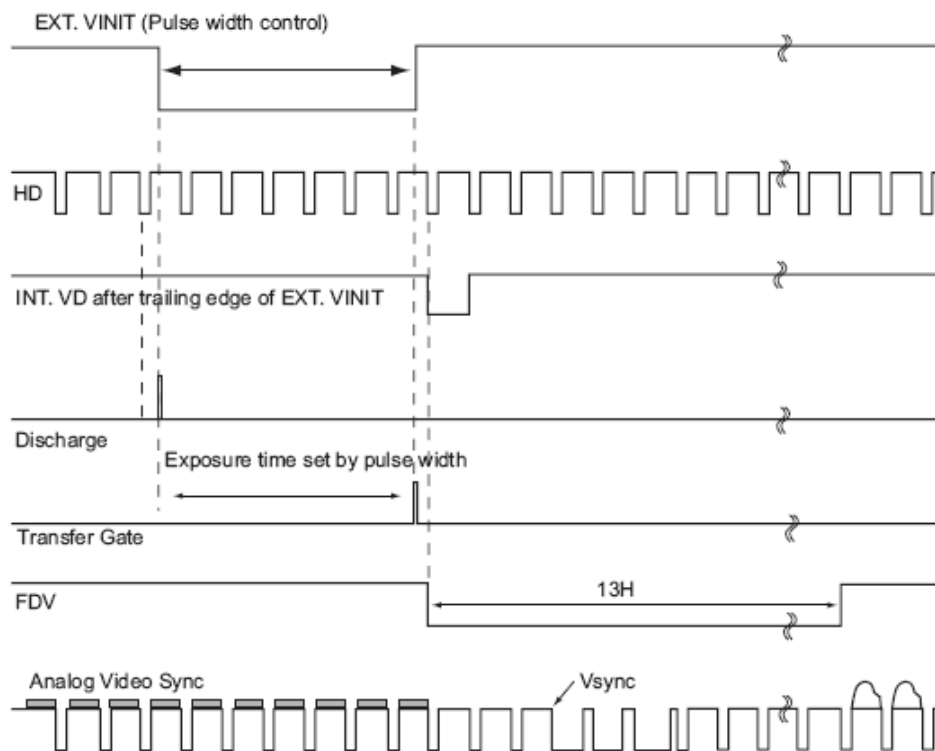 EXT. VINIT (Pulse width control)
HD
INT. VD after trailing edge of EXT. VINIT
Discharge
Exposure time set by pulse width
Transfer Gate
FDV
13H
Analog Video Sync
Vsync